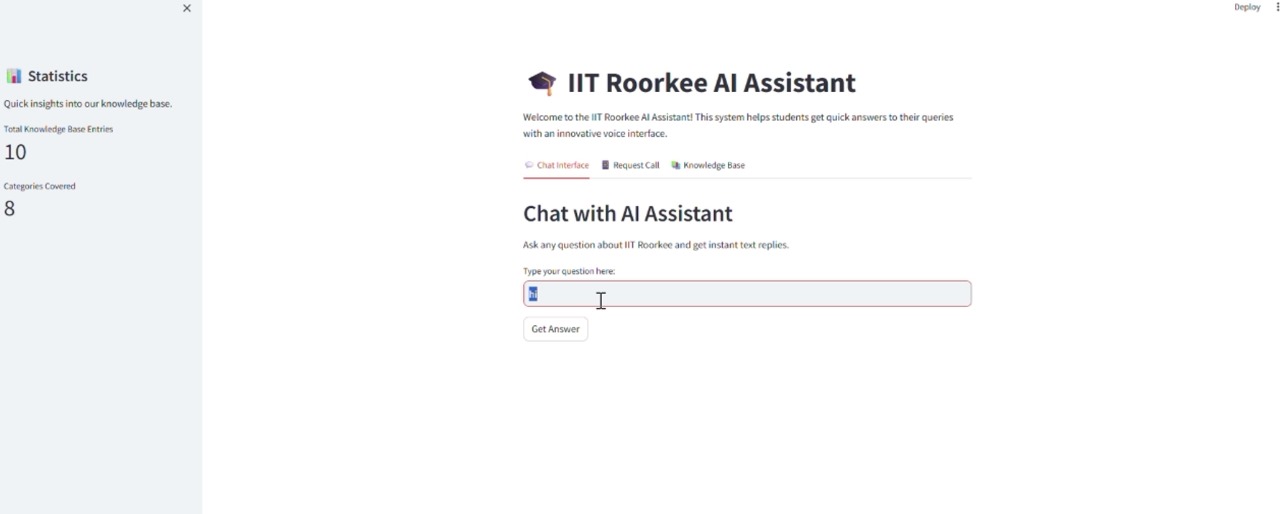 Deploy
Statistics
Quick insights into our knowledge base.
Total Knowledge Base Entries
10
Categories Covered
8
IIT Roorkee AI Assistant
Welcome to the IIT Roorkee AI Assistant! This system helps students get quick answers to their queries
with an innovative voice interface.
Chat Interface Request Call Knowledge Base
Chat with AI Assistant
Ask any question about IIT Roorkee and get instant text replies.
Type your question here:
hi
Get Answer